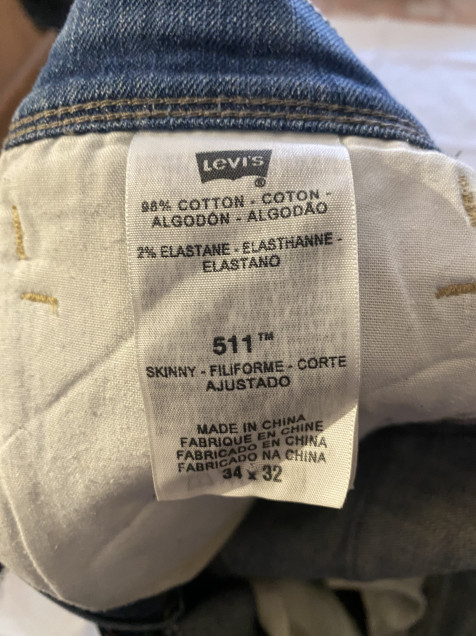 Levi's
®
98% COTTON - COTON -
ALGODÓN - ALGODÃO
2% ELASTANE - ELASTHANNE -
ELASTANO
511™
SKINNY - FILIFORME - CORTE
AJUSTADO
MADE IN CHINA
FABRIQUE EN CHINE
FABRICADO EN CHINA
FABRICADO NA CHINA
34 x 32